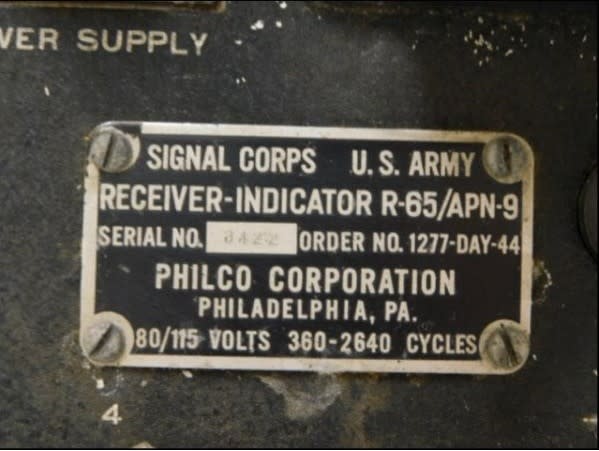 VER SUPPLY
SIGNAL CORPS U.S. ARMY
RECEIVER-INDICATOR R-65/APN-9
SERIAL NO. 3422 ORDER NO. 1277-DAY-44
PHILCO CORPORATION
PHILADELPHIA, PA.
80/115 VOLTS 360-2640 CYCLES
4